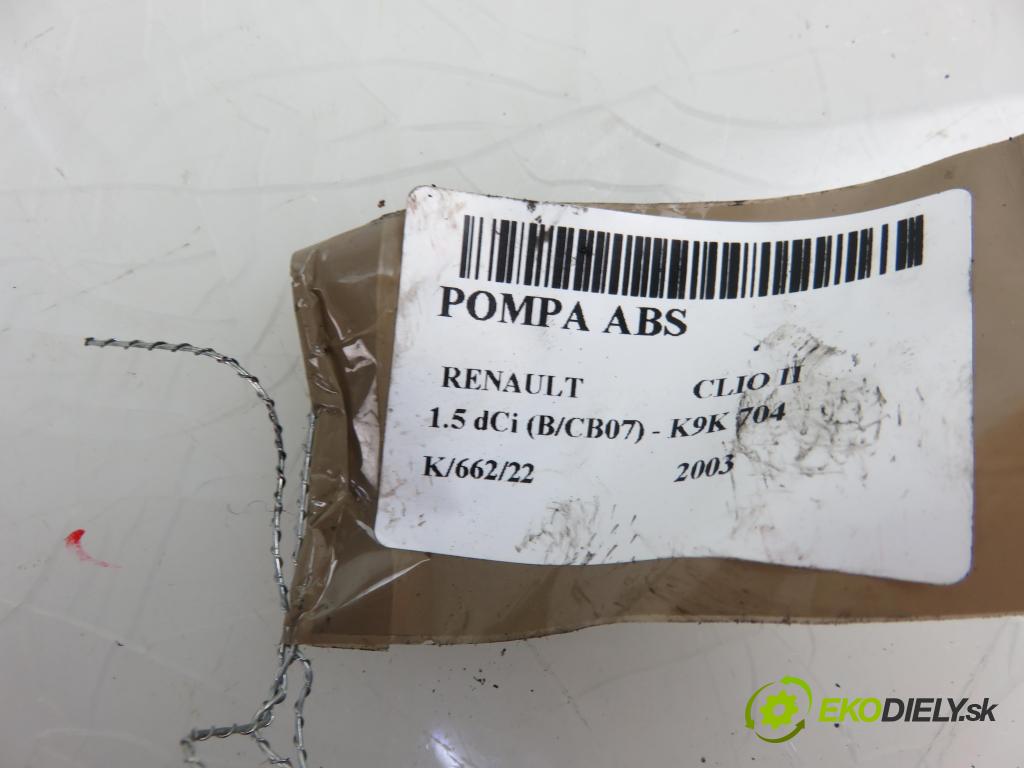 POMPA ABS
RENAULT CLIO II
1.5 dCi (B/CB07) - K9K 704
K/662/22 2003
EKODIELY.sk